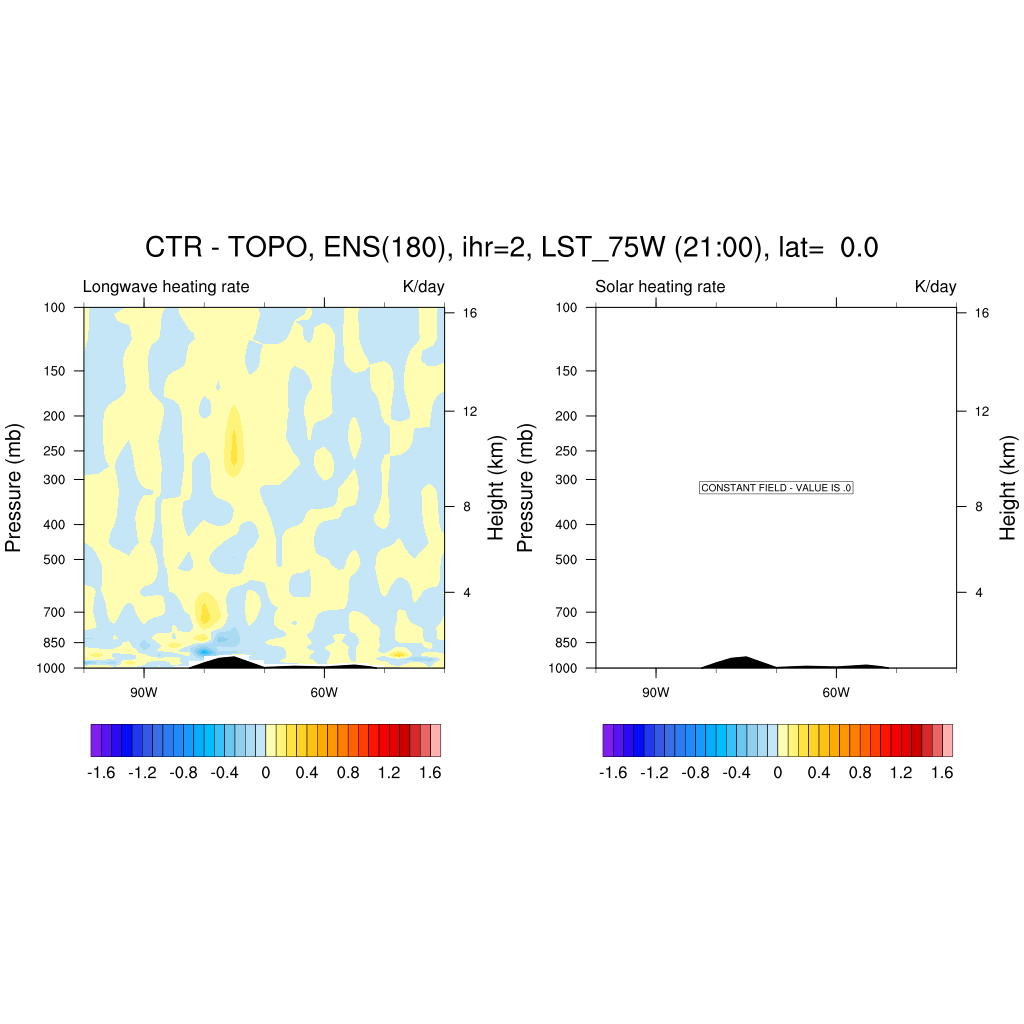 CTR - TOPO, ENS(180), ihr=2, LST_75W (21:00), lat=  0.0
Longwave heating rate K/day
100
150
200
250
300
400
500
700
850
1000
Pressure (mb)
16
12
8
4
Height (km)
90W 60W
-1.6 -1.2 -0.8 -0.4 0 0.4 0.8 1.2 1.6
Solar heating rate K/day
100
150
200
250
300
400
500
700
850
1000
Pressure (mb)
CONSTANT FIELD - VALUE IS .0
16
12
8
4
Height (km)
90W 60W
-1.6 -1.2 -0.8 -0.4 0 0.4 0.8 1.2 1.6